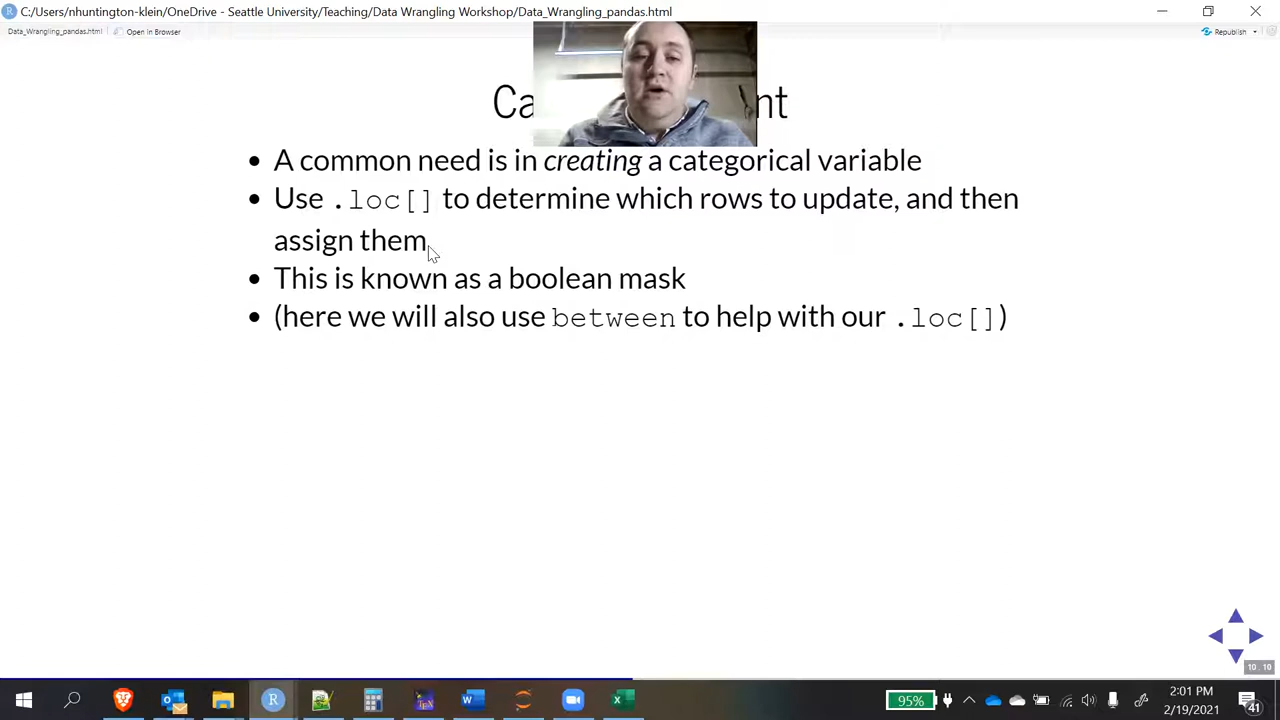 C:/Users/nhuntington-klein/OneDrive - Seattle University/Teaching/Data Wrangling Workshop/Data_Wrangling_pandas.html
Data_Wrangling_pandas.html Open in Browser Republish
Ca nt
• A common need is in creating a categorical variable
• Use .loc[] to determine which rows to update, and then
assign them
• This is known as a boolean mask
• (here we will also use between to help with our .loc[])
10.10
95%
2:01 PM
2/19/2021
41